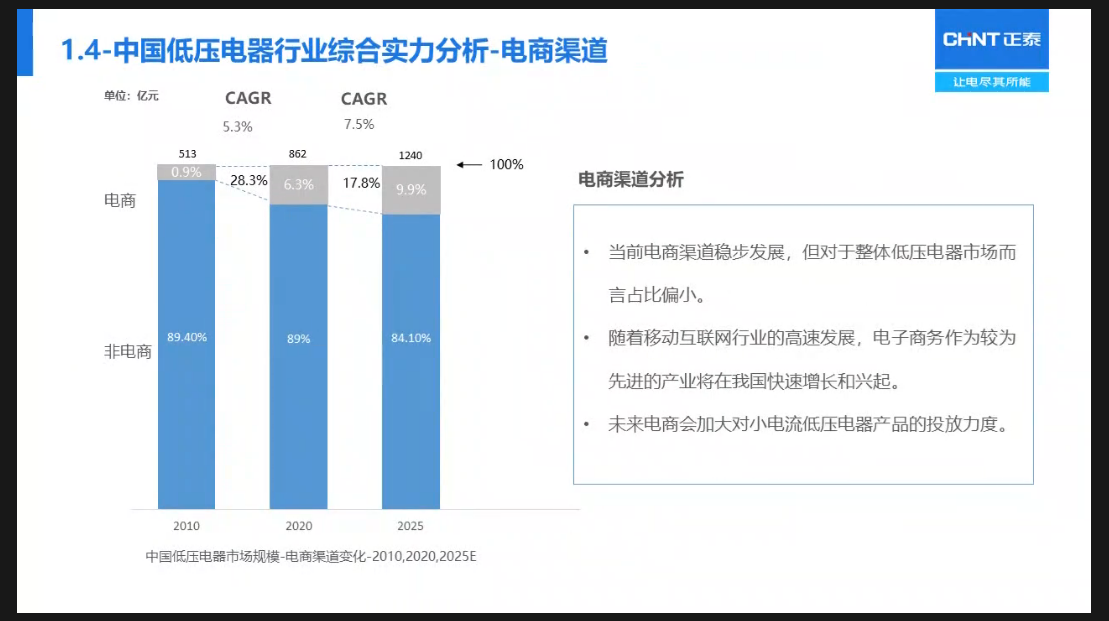 1.4-中国低压电器行业综合实力分析-电商渠道
CHNT 正泰
让电尽其所能
单位：亿元
CAGR
CAGR
5.3%
7.5%
513
862
1240
100%
0.9%
28.3%
6.3%
17.8%
9.9%
电商
89.40%
89%
84.10%
非电商
2010
2020
2025
中国低压电器市场规模-电商渠道变化-2010,2020,2025E
电商渠道分析
• 当前电商渠道稳步发展，但对于整体低压电器市场而
言占比偏小。
• 随着移动互联网行业的高速发展，电子商务作为较为
先进的产业将在我国快速增长和兴起。
• 未来电商会加大对小电流低压电器产品的投放力度。